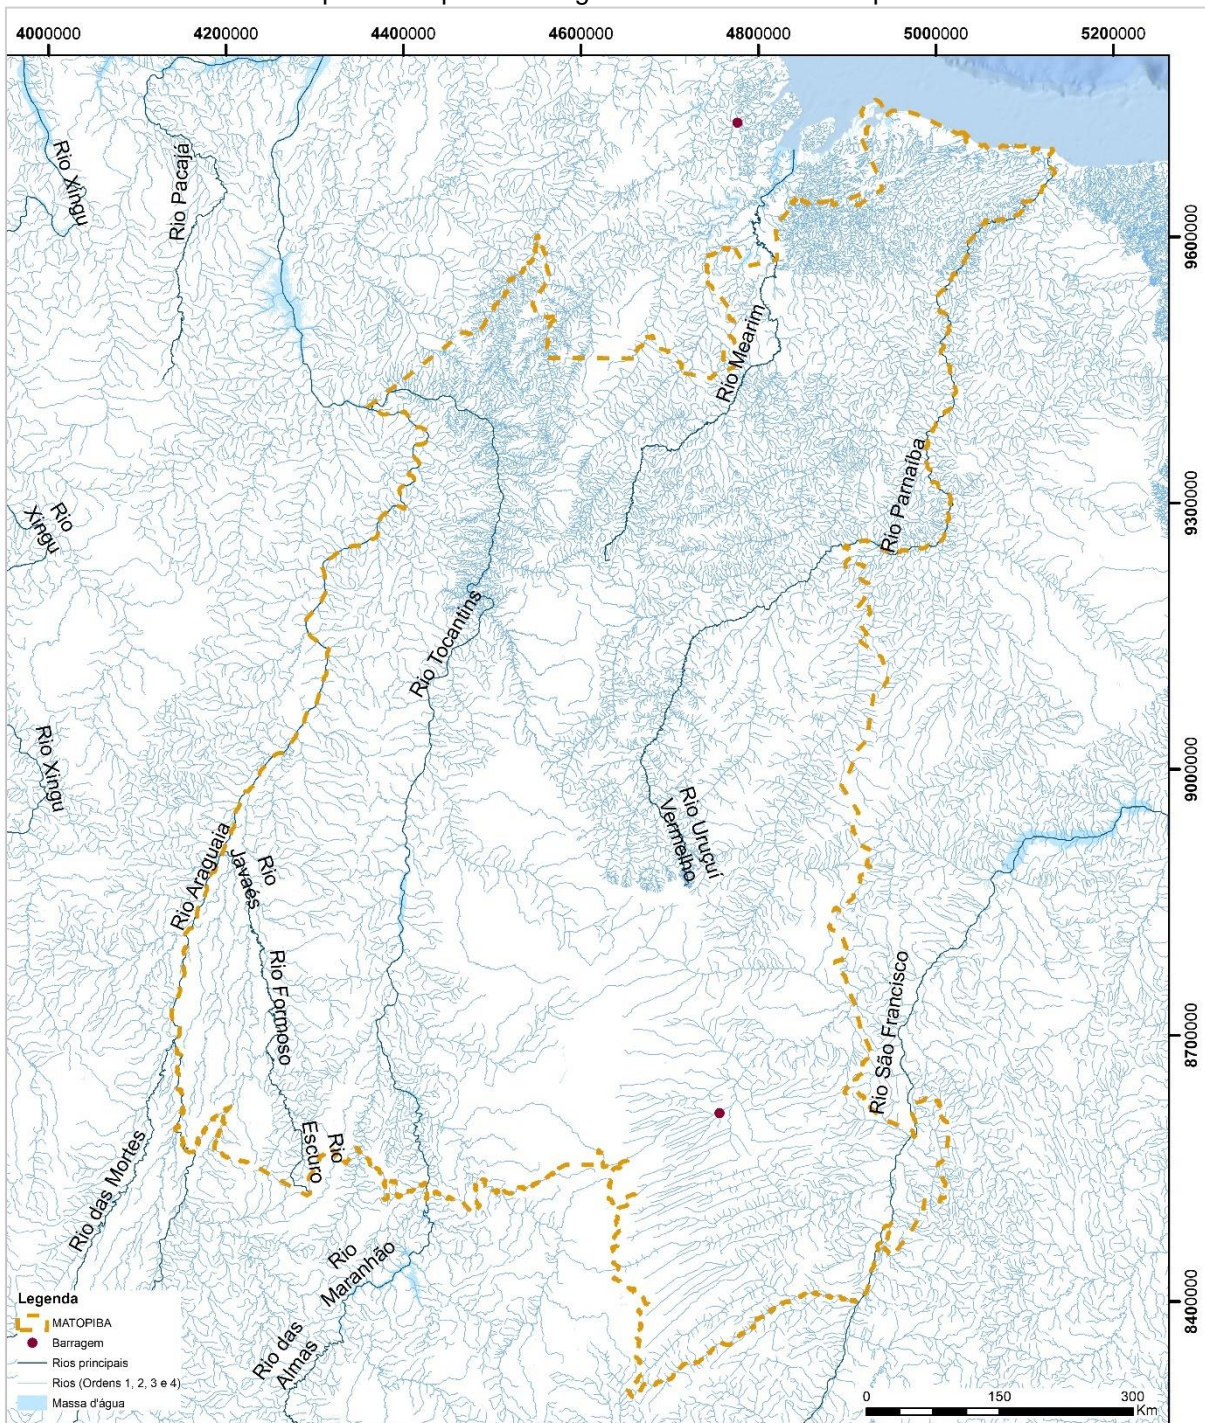 4000000 4200000 4400000 4600000 4800000 5000000 5200000
Rio Xingu
Rio Pacajá
9600000
Rio Mearim
Rio Parnaíba
9300000
Rio
Xingu
Rio Tocantins
Rio Xingu
9000000
Rio Uruçuí
Vermelho
Rio Araguaia
Rio
Javaés
Rio Formoso
Rio São Francisco
8700000
Rio
Escuro
Rio das Mortes
Rio
Maranhão
8400000
Rio das
Almas
Legenda
MATOPIBA
Barragem
Rios principais
Rios (Ordens 1, 2, 3 e 4)
Massa d'água
0 150 300
Km